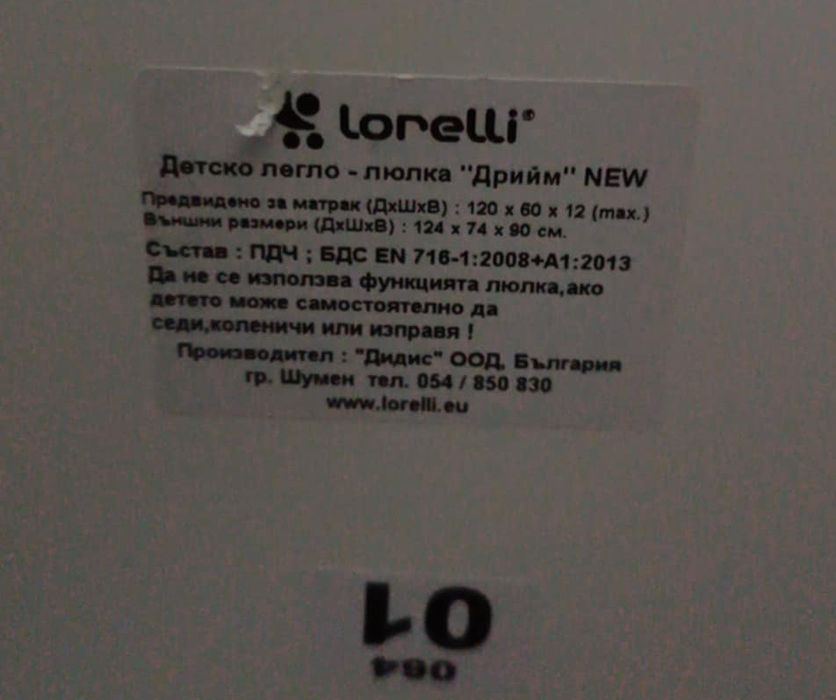 lorelli®
Детско легло - люлка "Дрийм" NEW
Предвидено за матрак (ДхШхВ) : 120 х 60 х 12 (max.)
Външни размери (ДхШхВ) : 124 х 74 х 90 см.
Състав : ПДЧ ; БДС EN 716-1:2008+A1:2013
Да не се използва функцията люлка,ако
детето може самостоятелно да
седи,коленичи или изправя !
Производител : "Дидис" ООД, България
гр. Шумен тел. 054 / 850 830
www.lorelli.eu
064
01